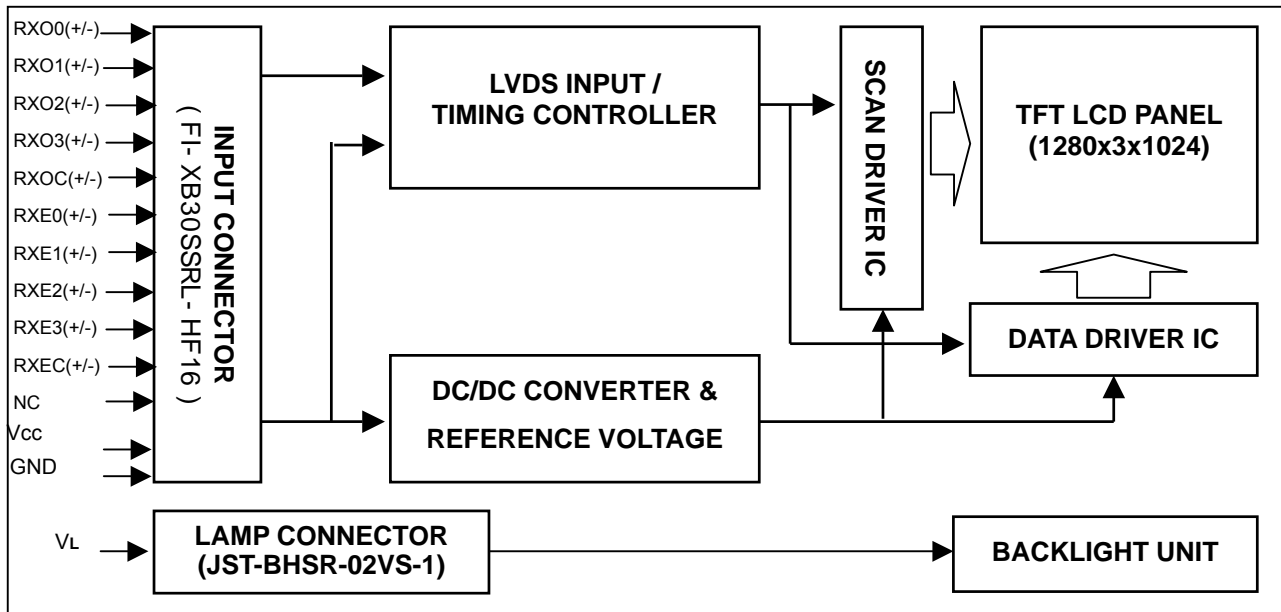 RXO0(+/-)
RXO1(+/-)
RXO2(+/-)
RXO3(+/-)
RXOC(+/-)
RXE0(+/-)
RXE1(+/-)
RXE2(+/-)
RXE3(+/-)
RXEC(+/-)
NC
Vcc
GND
VL
INPUT CONNECTOR
( FI- XB30SSRL- HF16 )
LVDS INPUT /
TIMING CONTROLLER
SCAN DRIVER IC
TFT LCD PANEL
(1280x3x1024)
DATA DRIVER IC
DC/DC CONVERTER &
REFERENCE VOLTAGE
LAMP CONNECTOR
(JST-BHSR-02VS-1)
BACKLIGHT UNIT